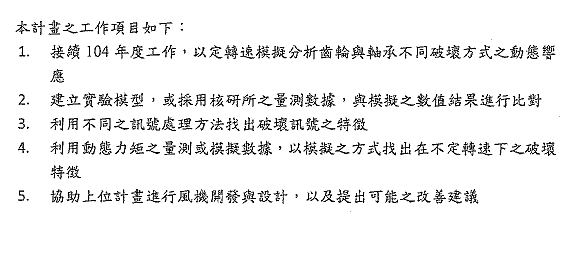 本計畫之工作項目如下：
1. 接續 104 年度工作，以定轉速模擬分析齒輪與軸承不同破壞方式之動態響
應
2. 建立實驗模型，或採用核研所之量測數據，與模擬之數值結果進行比對
3. 利用不同之訊號處理方法找出破壞訊號之特徵
4. 利用動態力矩之量測或模擬數據，以模擬之方式找出在不定轉速下之破壞
特徵
5. 協助上位計畫進行風機開發與設計，以及提出可能之改善建議